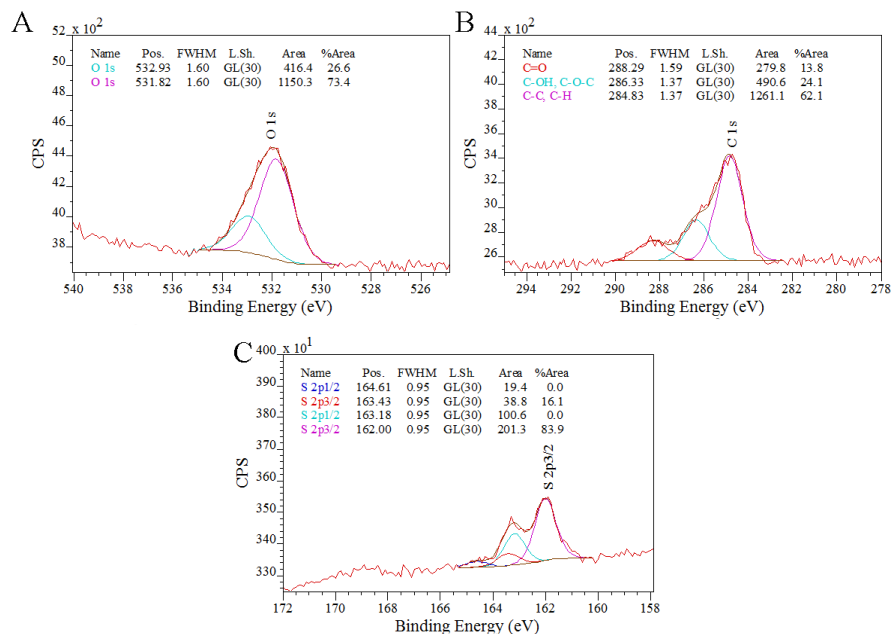 A
52 x 10²
Name Pos. FWHM L.Sh. Area %Area
O 1s 532.93 1.60 GL(30) 416.4 26.6
O 1s 531.82 1.60 GL(30) 1150.3 73.4
O 1s
CPS
48
44
40
38
540 538 536 534 532 530 528 526
Binding Energy (eV)
B
44 x 10²
Name Pos. FWHM L.Sh. Area %Area
C=O 288.29 1.59 GL(30) 279.8 13.8
C-OH, C-O-C 286.33 1.37 GL(30) 490.6 24.1
C-C, C-H 284.83 1.37 GL(30) 1261.1 62.1
C 1s
CPS
42
42
34
30
26
294 292 290 288 286 284 282 280 278
Binding Energy (eV)
C
400 x 10¹
Name Pos. FWHM L.Sh. Area %Area
S 2p1/2 164.61 0.95 GL(30) 19.4 0.0
S 2p3/2 163.43 0.95 GL(30) 38.8 16.1
S 2p1/2 163.18 0.95 GL(30) 100.6 0.0
S 2p3/2 162.00 0.95 GL(30) 201.3 83.9
S 2p3/2
CPS
390
380
370
350
330
172 170 168 166 164 162 160 158
Binding Energy (eV)